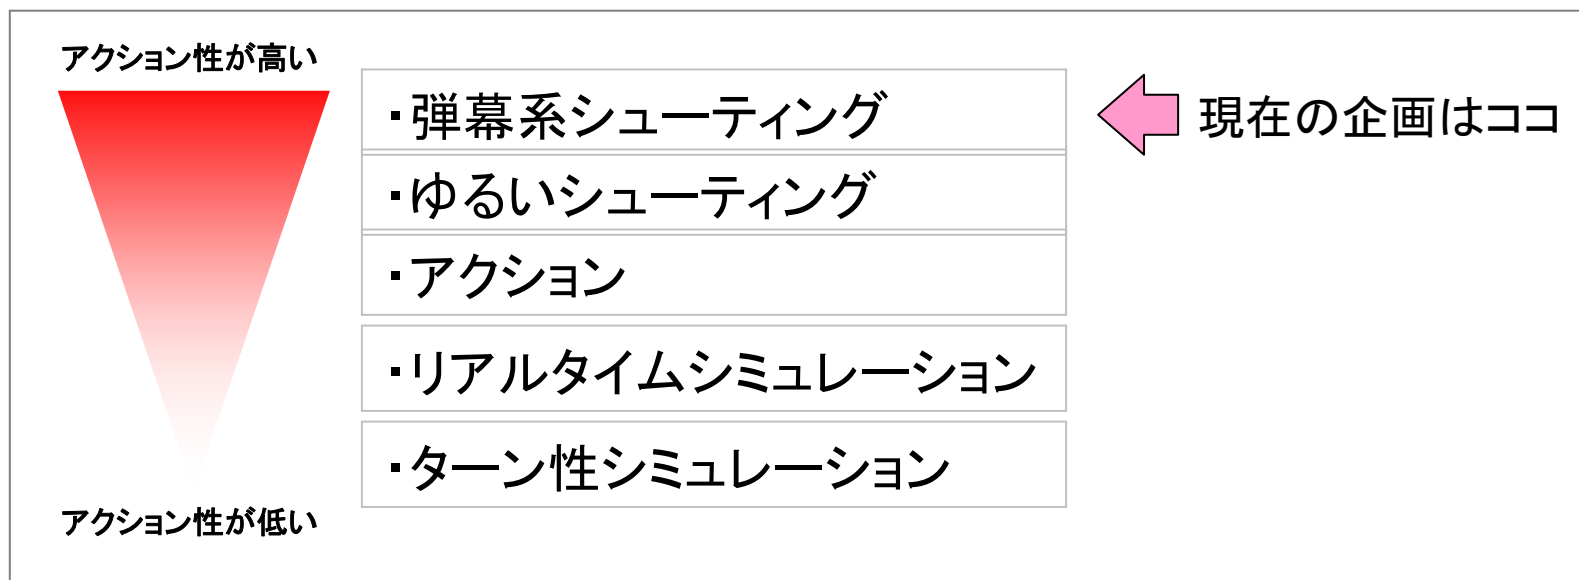 アクション性が高い
・弾幕系シューティング
現在の企画はココ
・ゆるいシューティング
・アクション
・リアルタイムシミュレーション
・ターン性シミュレーション
アクション性が低い